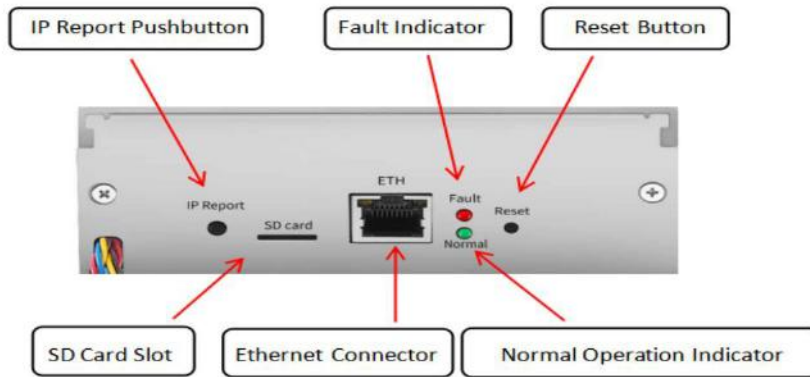 IP Report Pushbutton
Fault Indicator
Reset Button
ETH
IP Report
SD card
Fault
Reset
Normal
SD Card Slot
Ethernet Connector
Normal Operation Indicator